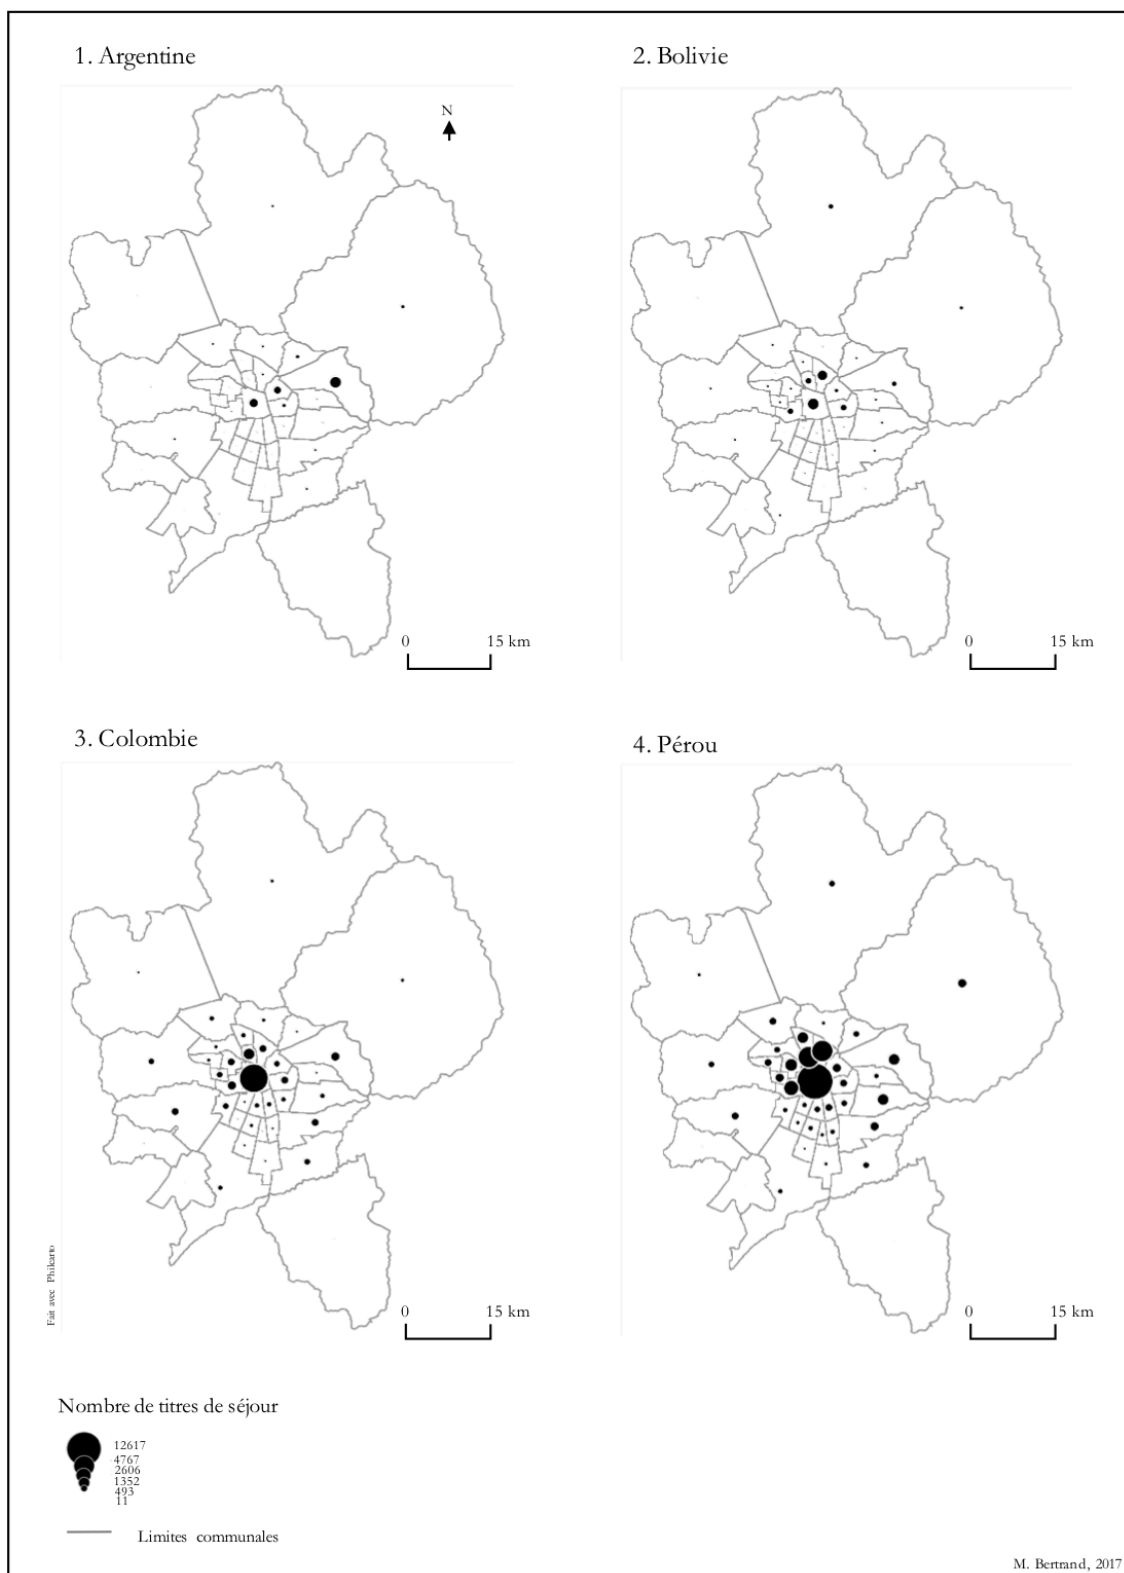 1. Argentine
2. Bolivie
N
0 15 km
0 15 km
3. Colombie
4. Pérou
Fait avec Philcarto
0 15 km
0 15 km
Nombre de titres de séjour
12617
4767
2606
1352
493
11
Limites communales
M. Bertrand, 2017